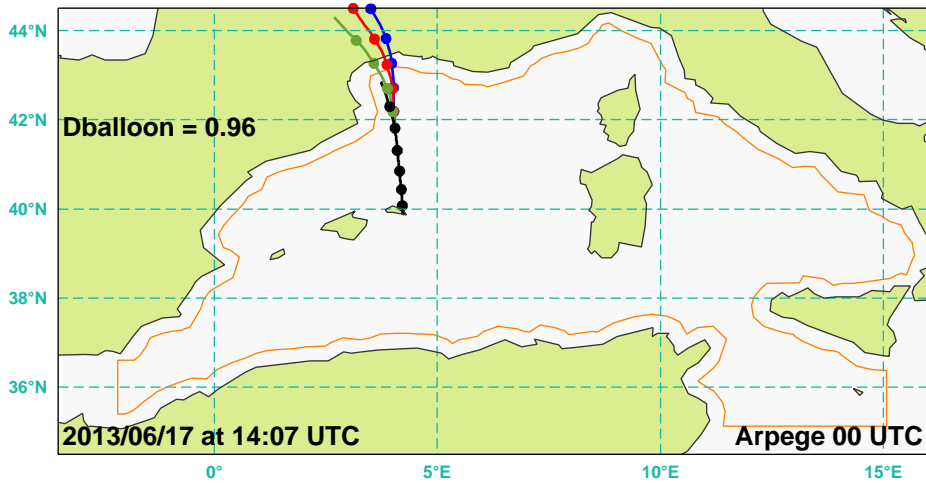 44°N
42°N
Dballoon = 0.96
40°N
38°N
36°N
2013/06/17 at 14:07 UTC
Arpege 00 UTC
0°
5°E
10°E
15°E